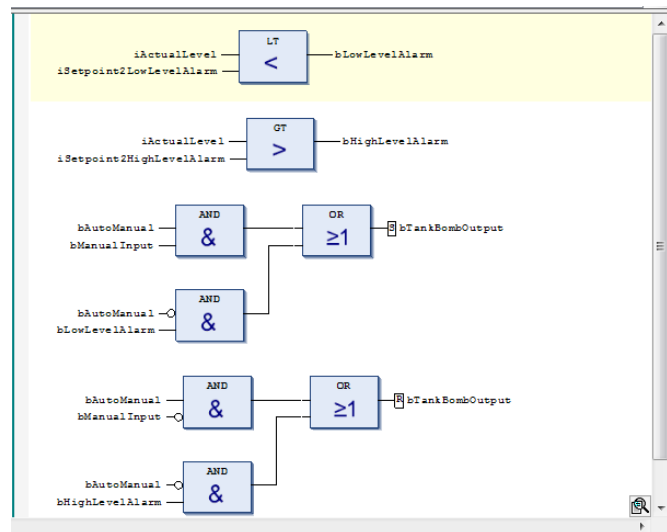 LT
iActualLevel < bLowLevelAlarm
iSetpoint2LowLevelAlarm
GT
iActualLevel > bHighLevelAlarm
iSetpoint2HighLevelAlarm
AND OR
bAutoManual & ≥1 S bTankBombOutput
bManualInput
AND
bAutoManual &
bLowLevelAlarm
AND OR
bAutoManual & ≥1 R bTankBombOutput
bManualInput
AND
bAutoManual &
bHighLevelAlarm